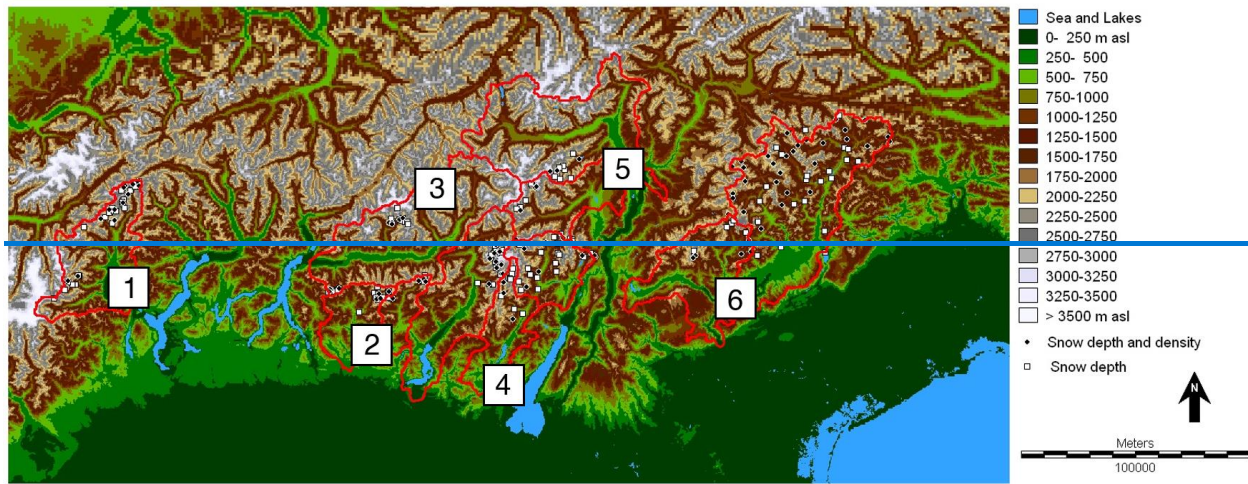 Sea and Lakes
0- 250 m asl
250- 500
500- 750
750-1000
1000-1250
1250-1500
1500-1750
1750-2000
2000-2250
2250-2500
2500-2750
2750-3000
3000-3250
3250-3500
> 3500 m asl
Snow depth and density
Snow depth
N
Meters
100000
5
3
1
6
2
4